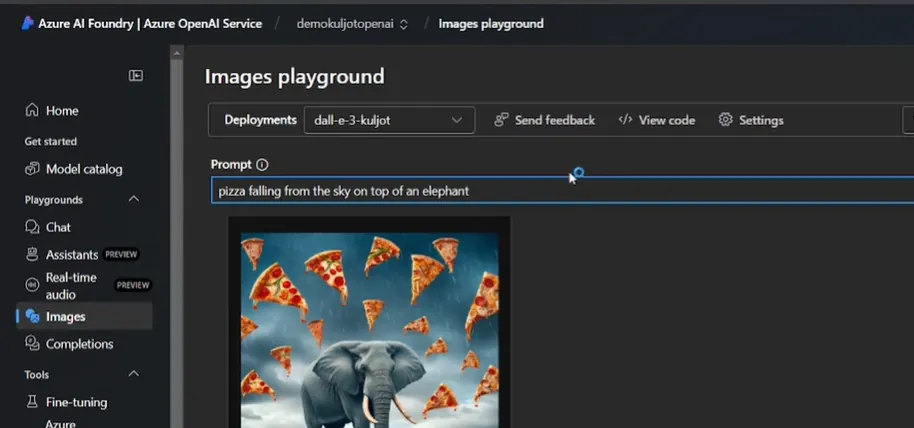 Azure AI Foundry | Azure OpenAI Service / demokuljotopenai / Images playground
Images playground
Home
Deployments dall-e-3-kuljot Send feedback View code Settings
Get started
Model catalog
Prompt
pizza falling from the sky on top of an elephant
Playgrounds
Chat
Assistants PREVIEW
Real-time audio PREVIEW
Images
Completions
Tools
Fine-tuning
Azure